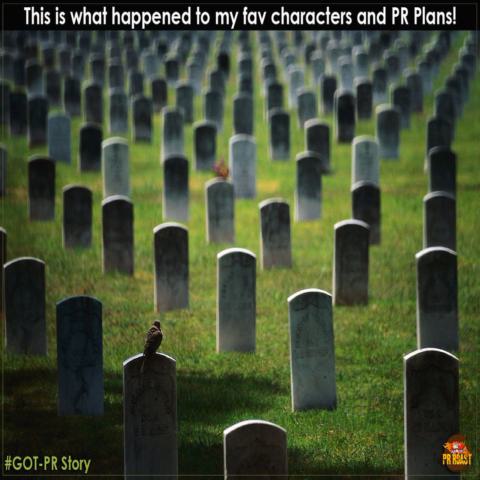 This is what happened to my fav characters and PR Plans!
#GOT-PR Story
PR ROAST